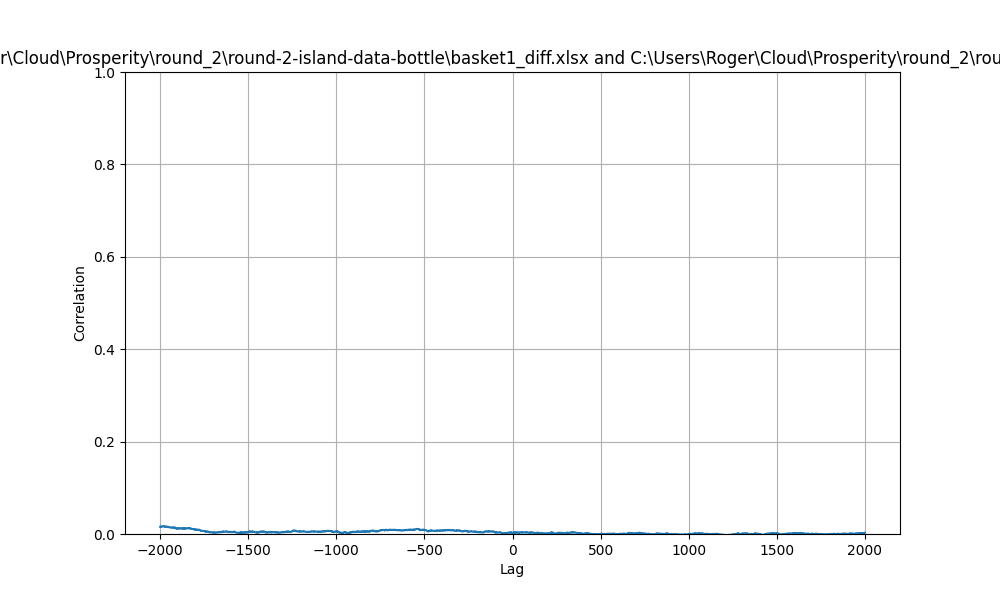 r\Cloud\Prosperity\round_2\round-2-island-data-bottle\basket1_diff.xlsx and C:\Users\Roger\Cloud\Prosperity\round_2\rou
1.0
0.8
0.6
0.4
0.2
0.0
Correlation
−2000 −1500 −1000 −500 0 500 1000 1500 2000
Lag